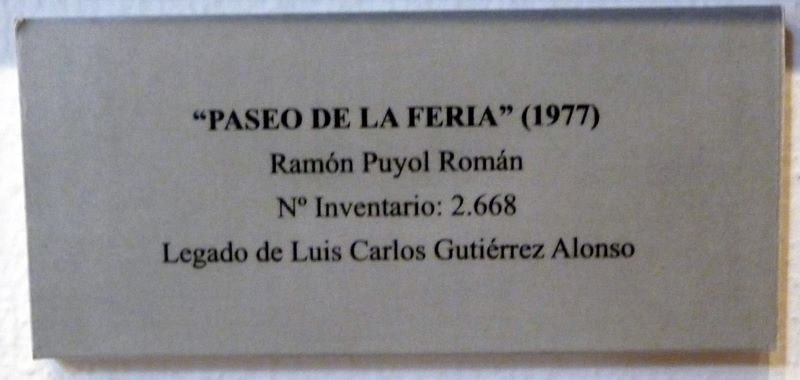 “PASEO DE LA FERIA” (1977)
Ramón Puyol Román
Nº Inventario: 2.668
Legado de Luis Carlos Gutiérrez Alonso